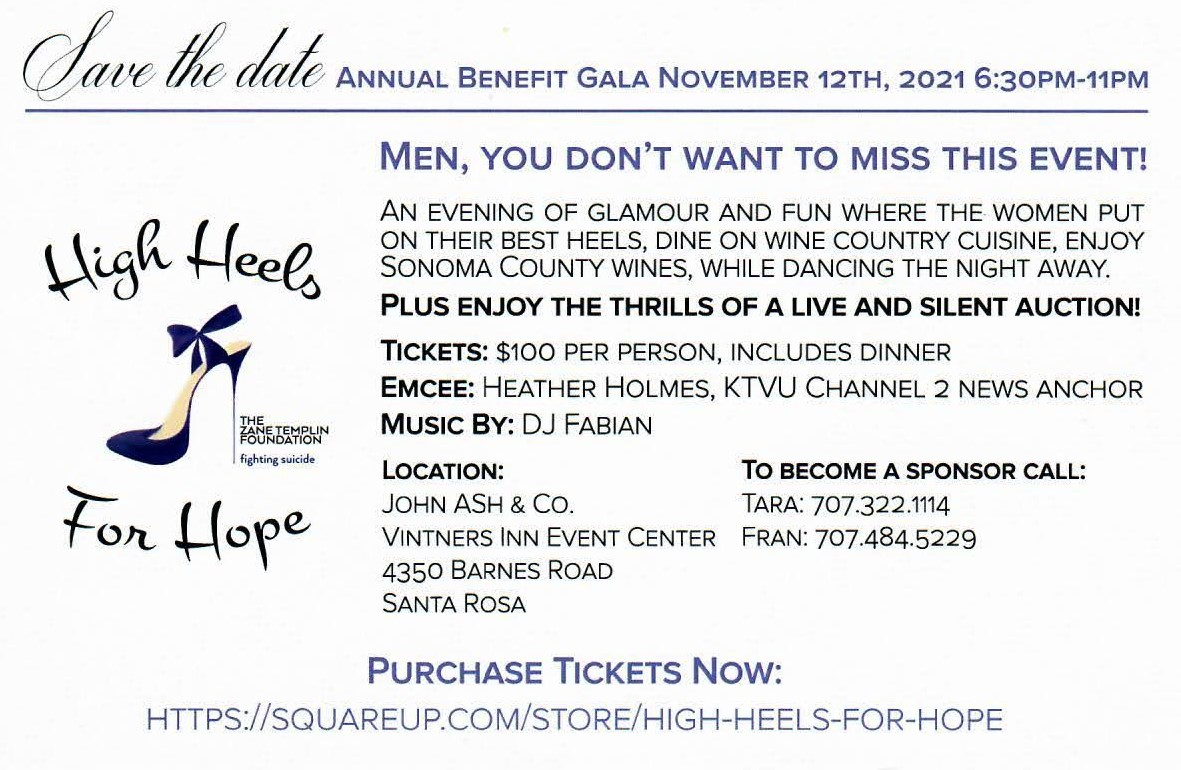 Save the date ANNUAL BENEFIT GALA NOVEMBER 12TH, 2021 6:30PM-11PM
MEN, YOU DON'T WANT TO MISS THIS EVENT!
AN EVENING OF GLAMOUR AND FUN WHERE THE WOMEN PUT
ON THEIR BEST HEELS, DINE ON WINE COUNTRY CUISINE, ENJOY
SONOMA COUNTY WINES, WHILE DANCING THE NIGHT AWAY.
PLUS ENJOY THE THRILLS OF A LIVE AND SILENT AUCTION!
High Heels
THE
ZANE TEMPLIN
FOUNDATION
fighting suicide
For Hope
TICKETS: $100 PER PERSON, INCLUDES DINNER
EMCEE: HEATHER HOLMES, KTVU CHANNEL 2 NEWS ANCHOR
MUSIC BY: DJ FABIAN
LOCATION:
JOHN ASH & CO.
VINTNERS INN EVENT CENTER
4350 BARNES ROAD
SANTA ROSA
TO BECOME A SPONSOR CALL:
TARA: 707.322.1114
FRAN: 707.484.5229
PURCHASE TICKETS NOW:
HTTPS://SQUAREUP.COM/STORE/HIGH-HEELS-FOR-HOPE